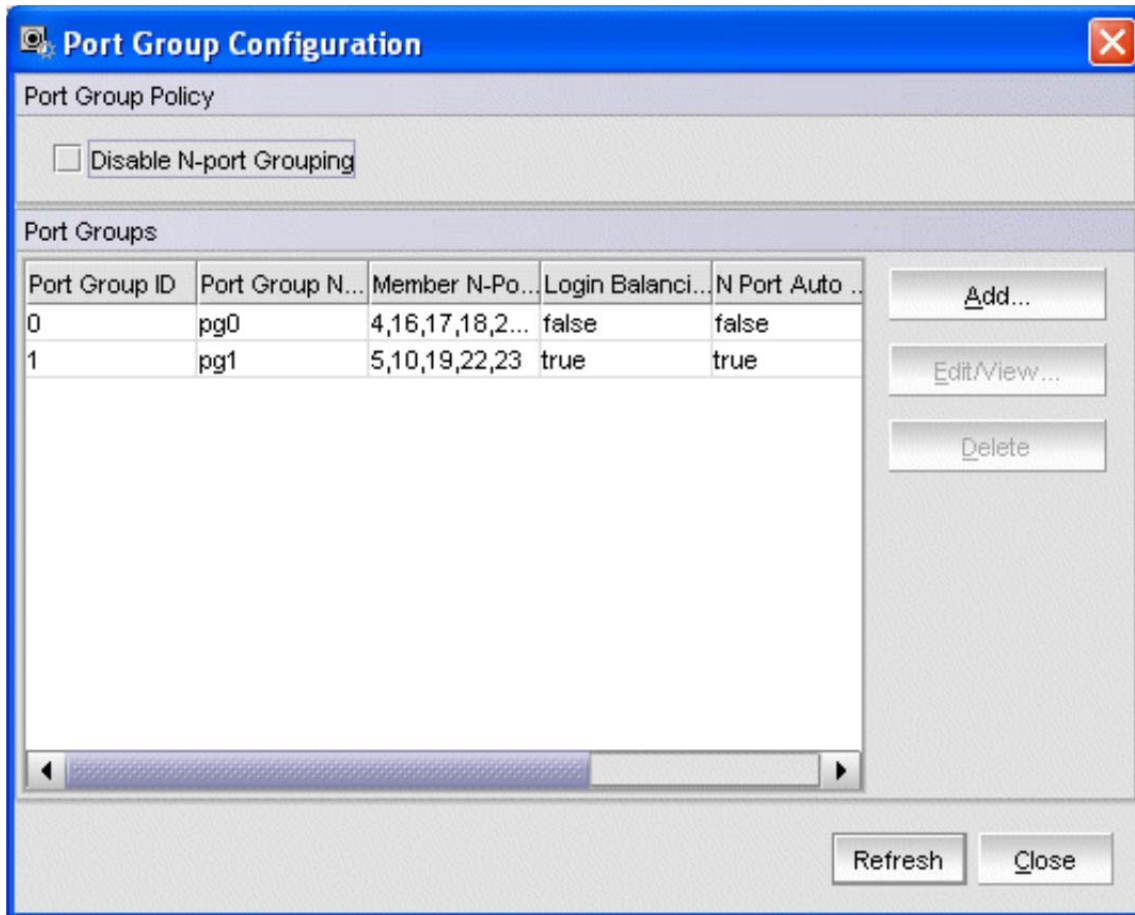 Port Group Configuration
Port Group Policy
Disable N-port Grouping
Port Groups
Port Group ID Port Group N... Member N-Po... Login Balanci... N Port Auto ...
0 pg0 4,16,17,18,2... false false
1 pg1 5,10,19,22,23 true true
Add...
Edit/View...
Delete
Refresh Close